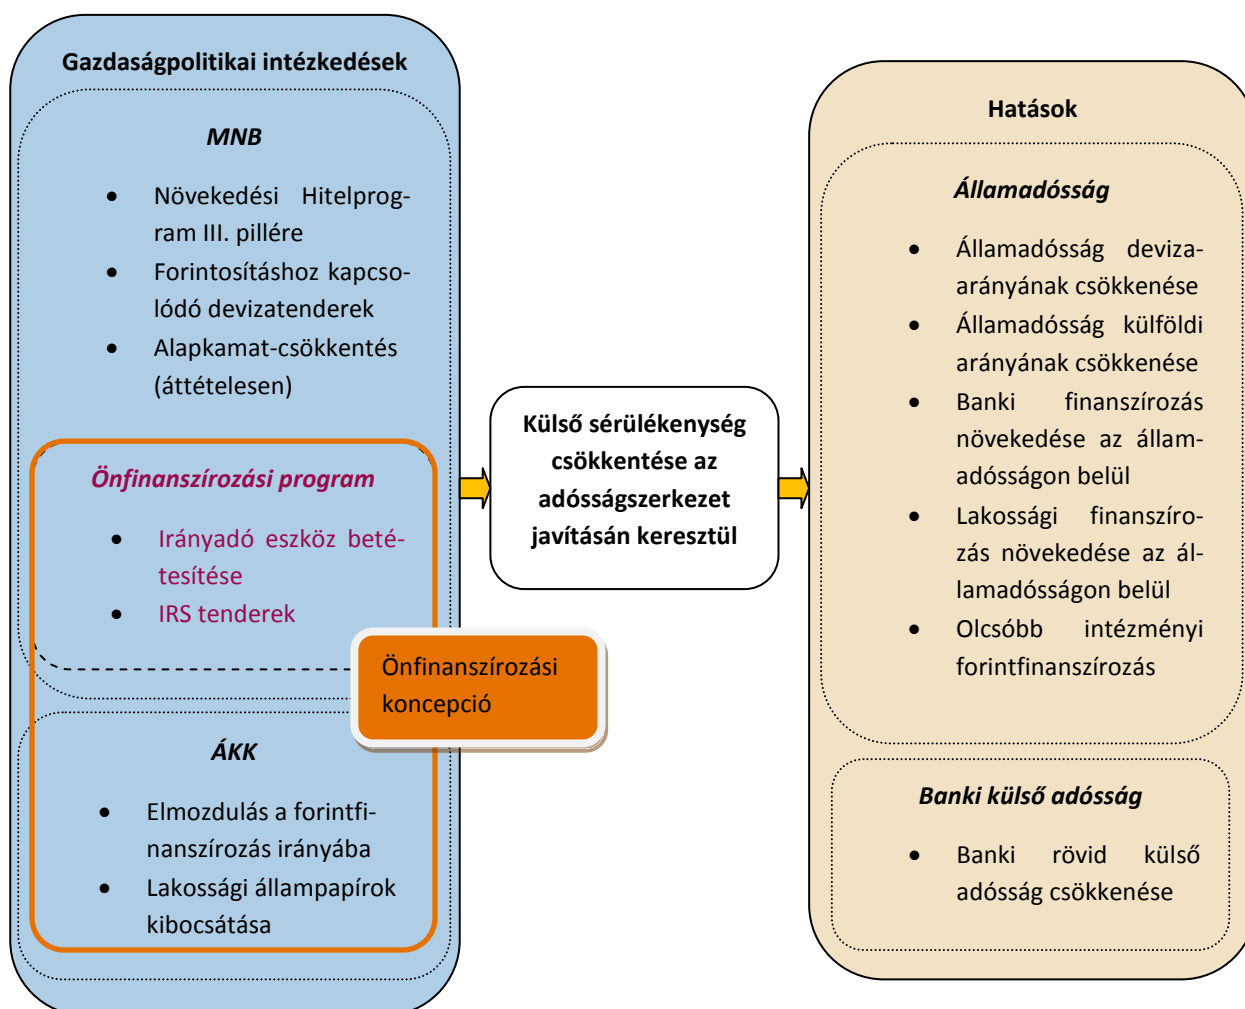 Gazdaságpolitikai intézkedések
MNB
• Növekedési Hitelprog-
ram III. pillére
• Forintosításhoz kapcso-
lódó devizatenderek
• Alapkamat-csökkentés
(áttételesen)
Önfinanszírozási program
• Irányadó eszköz beté-
tesítése
• IRS tenderek
Önfinanszírozási
koncepció
ÁKK
• Elmozdulás a forintfi-
nanszírozás irányába
• Lakossági állampapírok
kibocsátása
Külső sérülékenység
csökkentése az
adósságszerkezet
javításán keresztül
Hatások
Államadósság
• Államadósság deviza-
arányának csökkenése
• Államadósság külföldi
arányának csökkenése
• Banki finanszírozás
növekedése az állam-
adósságon belül
• Lakossági finanszíro-
zás növekedése az ál-
lamadósságon belül
• Olcsóbb intézményi
forintfinanszírozás
Banki külső adósság
• Banki rövid külső
adósság csökkenése